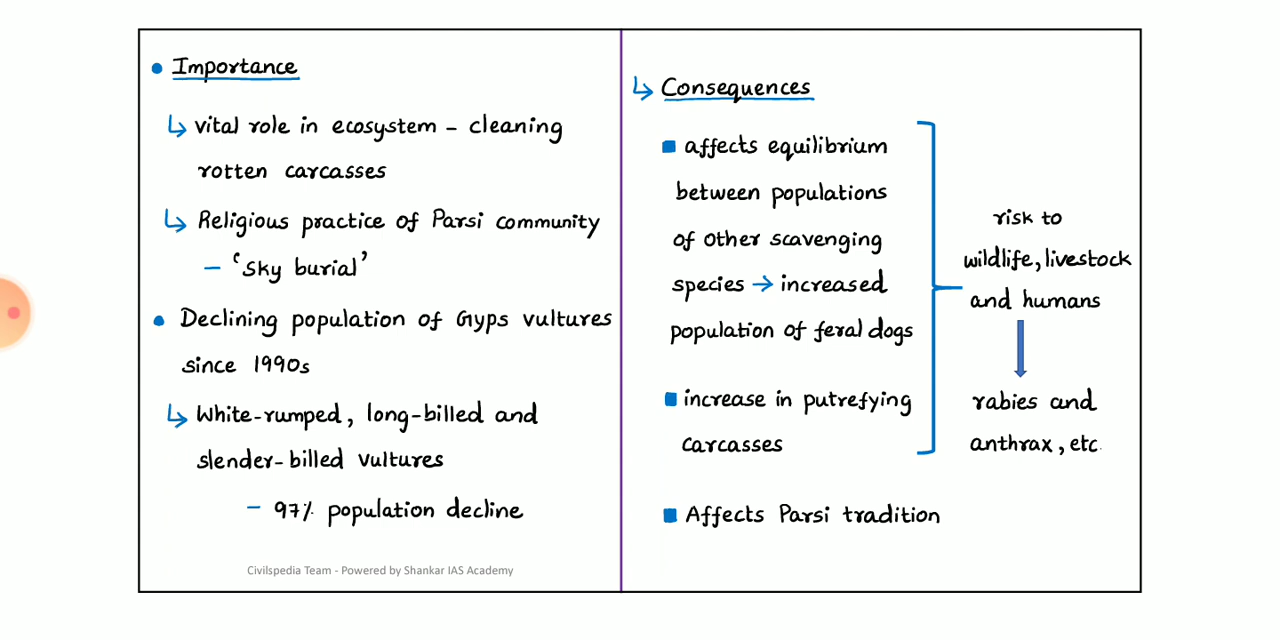 Importance
vital role in ecosystem - cleaning
rotten carcasses
Religious practice of Parsi community
- 'Sky burial'
Declining population of Gyps vultures
since 1990s
White-rumped, long-billed and
slender-billed vultures
- 97% population decline
Civilspedia Team - Powered by Shankar IAS Academy
Consequences
affects equilibrium
between populations
of other scavenging
species → increased
population of feral dogs
increase in putrefying
carcasses
Affects Parsi tradition
risk to
wildlife, livestock
and humans
rabies and
anthrax, etc.